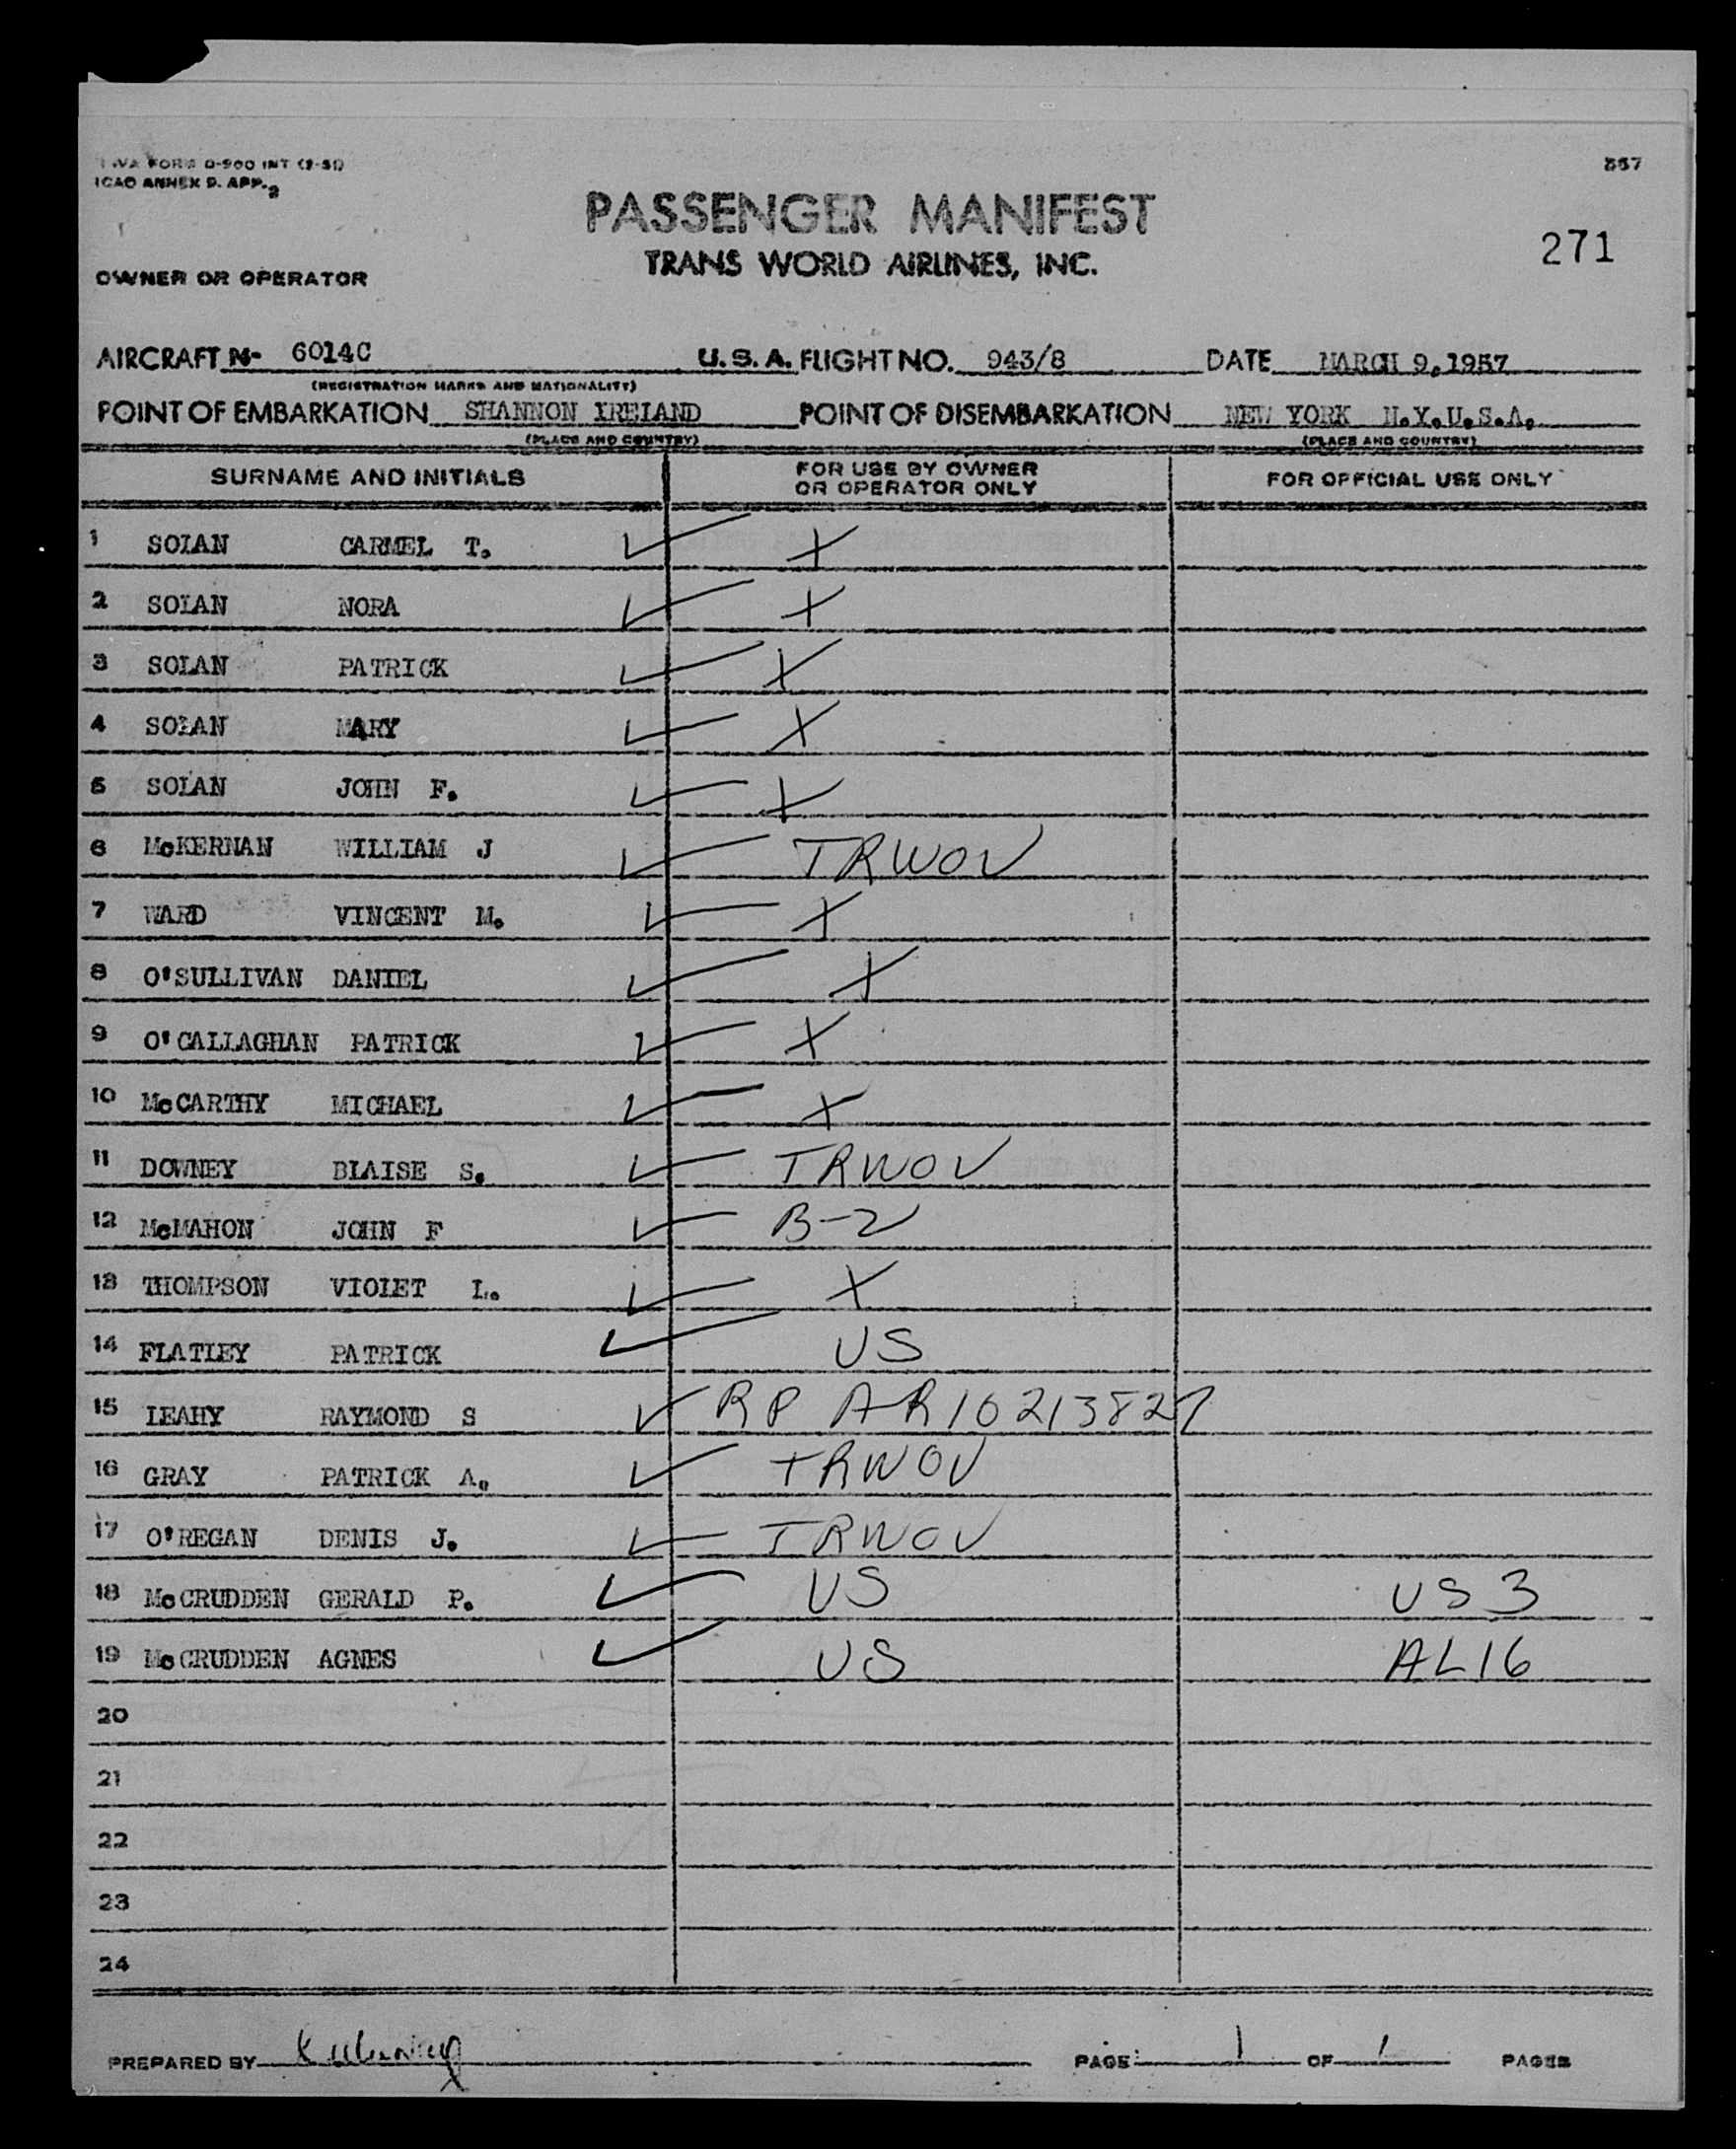 TWA FORM O-900 INT (2-51)
ICAO ANNEX 9. APP. 2
557
PASSENGER MANIFEST
TRANS WORLD AIRLINES, INC.
271
OWNER OR OPERATOR
AIRCRAFT N- 6014C U.S.A. FLIGHT NO. 943/8 DATE MARCH 9, 1957
(REGISTRATION MARKS AND NATIONALITY)
POINT OF EMBARKATION SHANNON IRELAND POINT OF DISEMBARKATION NEW YORK N.Y.U.S.A.
(PLACE AND COUNTRY) (PLACE AND COUNTRY)
SURNAME AND INITIALS FOR USE BY OWNER OR OPERATOR ONLY FOR OFFICIAL USE ONLY
1 SOLAN CARMEL T. ✓ X
2 SOLAN NORA ✓ X
3 SOLAN PATRICK ✓ X
4 SOLAN MARY ✓ X
5 SOLAN JOHN F. ✓ X
6 McKERNAN WILLIAM J ✓ TRWOV
7 WARD VINCENT M. ✓ X
8 O'SULLIVAN DANIEL ✓ X
9 O'CALLAGHAN PATRICK ✓ X
10 McCARTHY MICHAEL ✓ X
11 DOWNEY BLAISE S. ✓ TRWOV
12 McMAHON JOHN F ✓ B-2
13 THOMPSON VIOLET L. ✓ X
14 FLATLEY PATRICK ✓ US
15 LEAHY RAYMOND S ✓ RP AR10213827
16 GRAY PATRICK A. ✓ TRWOV
17 O'REGAN DENIS J. ✓ TRWOV
18 McCRUDDEN GERALD P. ✓ US US 3
19 McCRUDDEN AGNES ✓ US AL16
20
21
22
23
24
PREPARED BY PAGE 1 OF 1 PAGES